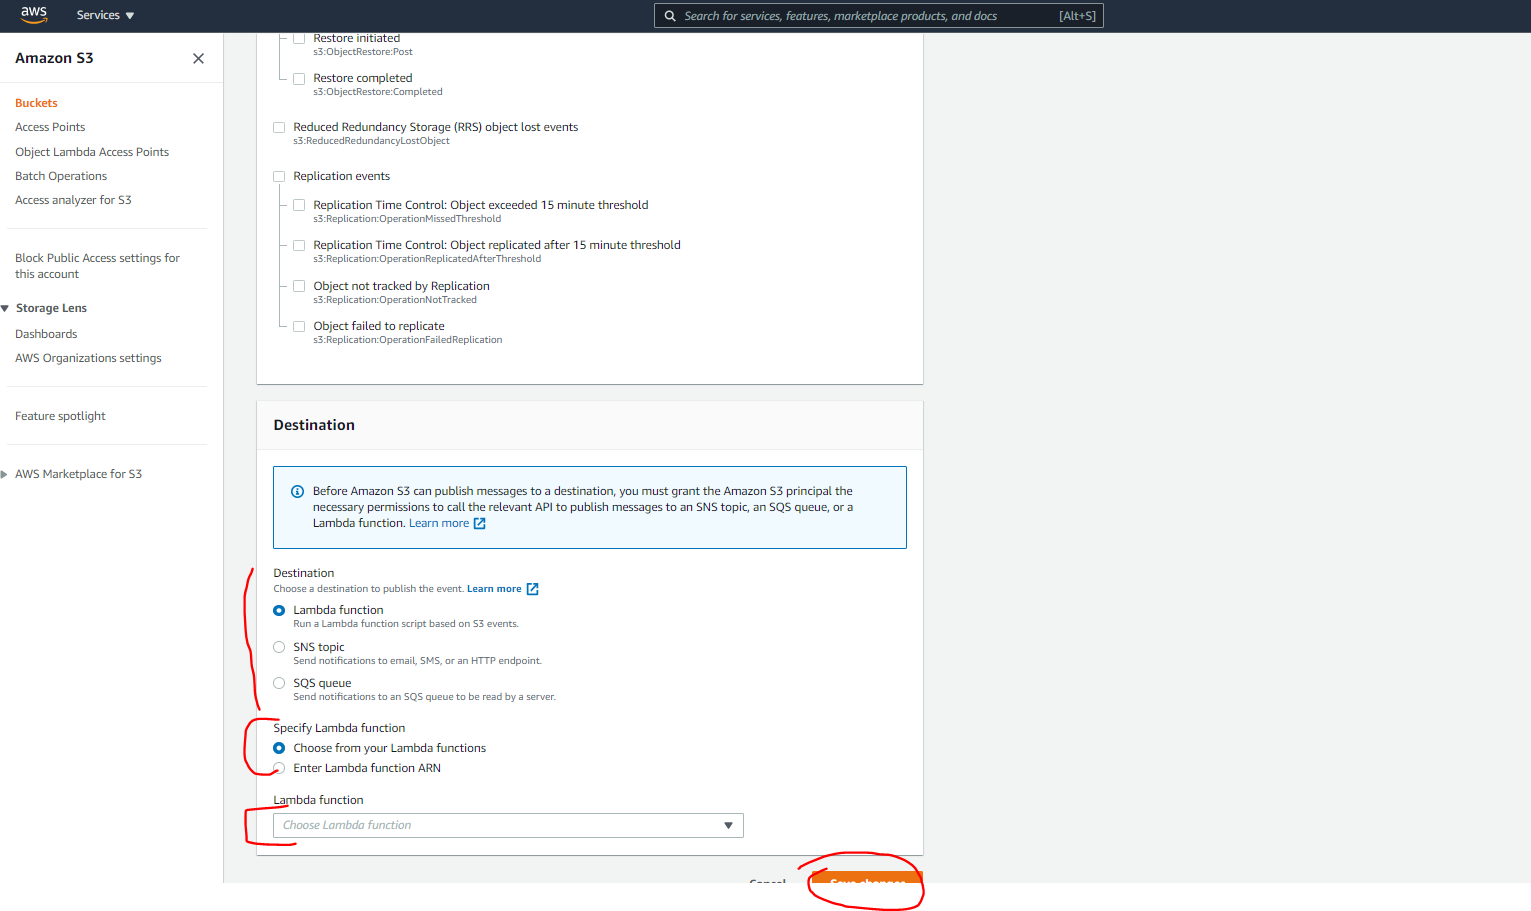 aws
Services
Search for services, features, marketplace products, and docs
[Alt+S]
Amazon S3
Buckets
Access Points
Object Lambda Access Points
Batch Operations
Access analyzer for S3
Block Public Access settings for
this account
Storage Lens
Dashboards
AWS Organizations settings
Feature spotlight
AWS Marketplace for S3
Restore initiated
s3:ObjectRestore:Post
Restore completed
s3:ObjectRestore:Completed
Reduced Redundancy Storage (RRS) object lost events
s3:ReducedRedundancyLostObject
Replication events
Replication Time Control: Object exceeded 15 minute threshold
s3:Replication:OperationMissedThreshold
Replication Time Control: Object replicated after 15 minute threshold
s3:Replication:OperationReplicatedAfterThreshold
Object not tracked by Replication
s3:Replication:OperationNotTracked
Object failed to replicate
s3:Replication:OperationFailedReplication
Destination
Before Amazon S3 can publish messages to a destination, you must grant the Amazon S3 principal the
necessary permissions to call the relevant API to publish messages to an SNS topic, an SQS queue, or a
Lambda function. Learn more
Destination
Choose a destination to publish the event. Learn more
Lambda function
Run a Lambda function script based on S3 events.
SNS topic
Send notifications to email, SMS, or an HTTP endpoint.
SQS queue
Send notifications to an SQS queue to be read by a server.
Specify Lambda function
Choose from your Lambda functions
Enter Lambda function ARN
Lambda function
Choose Lambda function
Cancel
Save changes